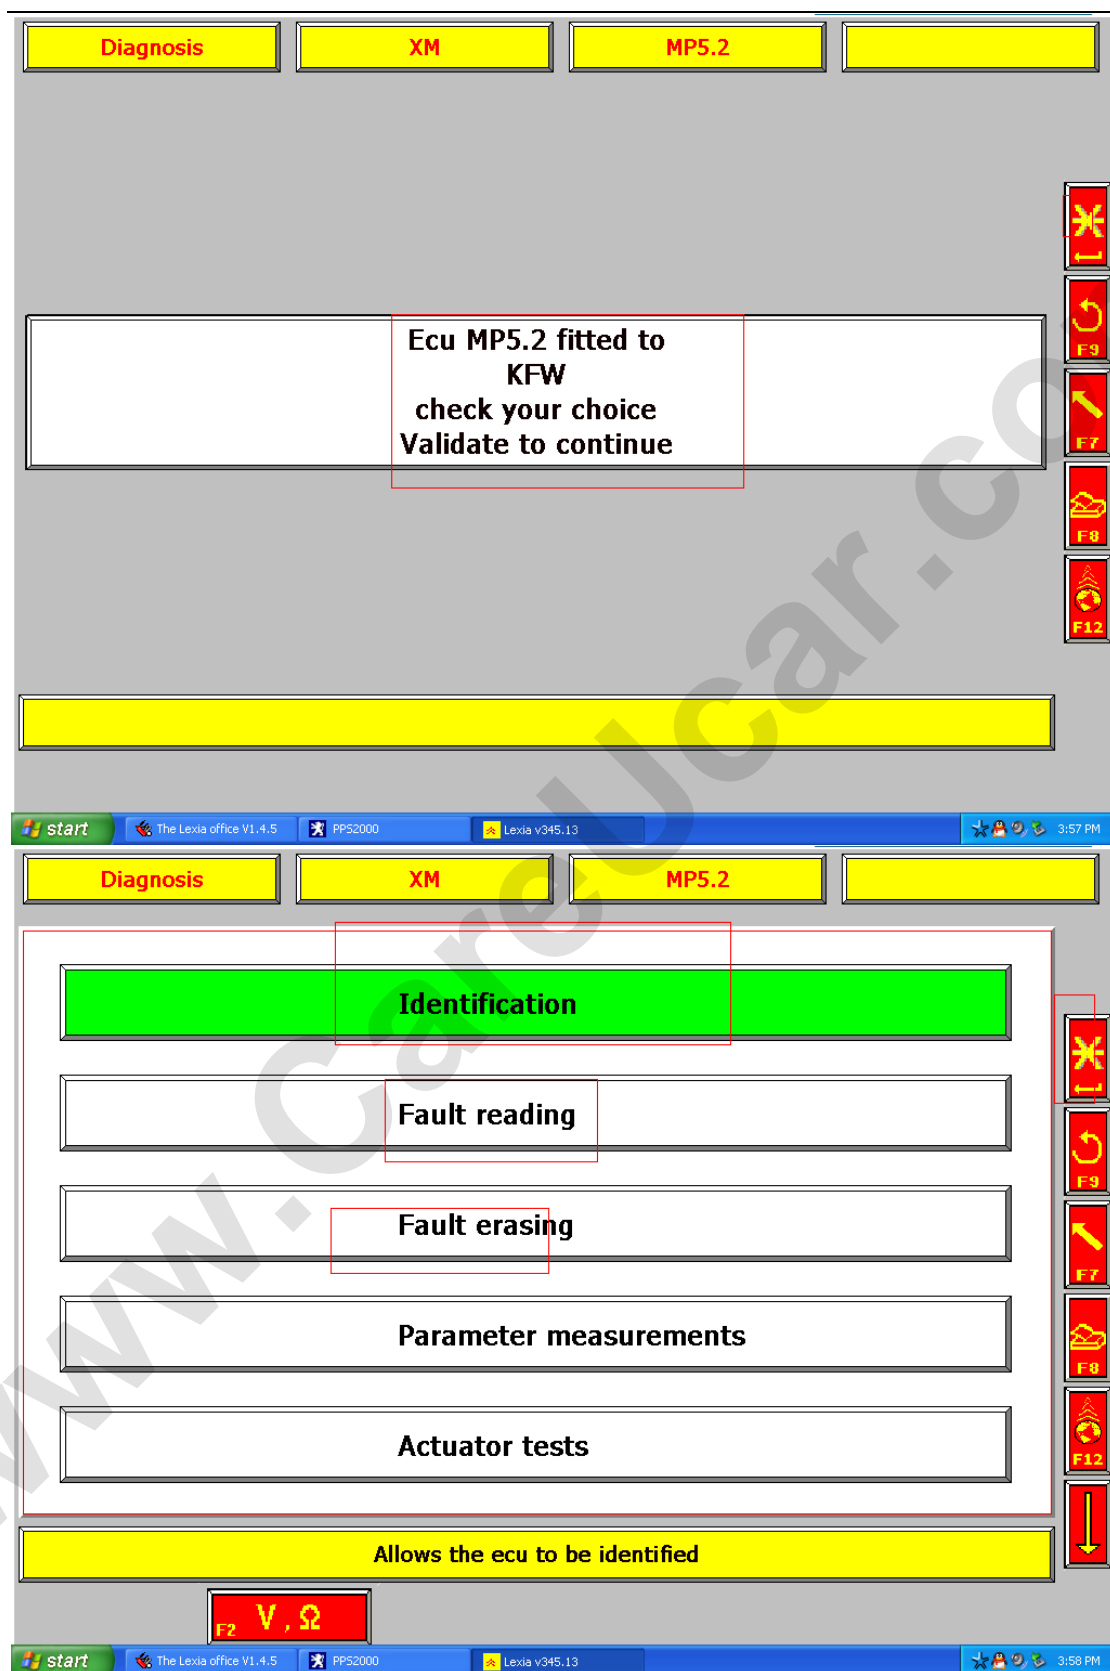 Diagnosis XM MP5.2
Ecu MP5.2 fitted to
KFW
check your choice
Validate to continue
F9
F7
F8
F12
start The Lexia office V1.4.5 PPS2000 Lexia v345.13 3:57 PM
Diagnosis XM MP5.2
Identification
Fault reading
Fault erasing
Parameter measurements
Actuator tests
F9
F7
F8
F12
Allows the ecu to be identified
F2 V , Ω
start The Lexia office V1.4.5 PPS2000 Lexia v345.13 3:58 PM
www.CareUcar.co